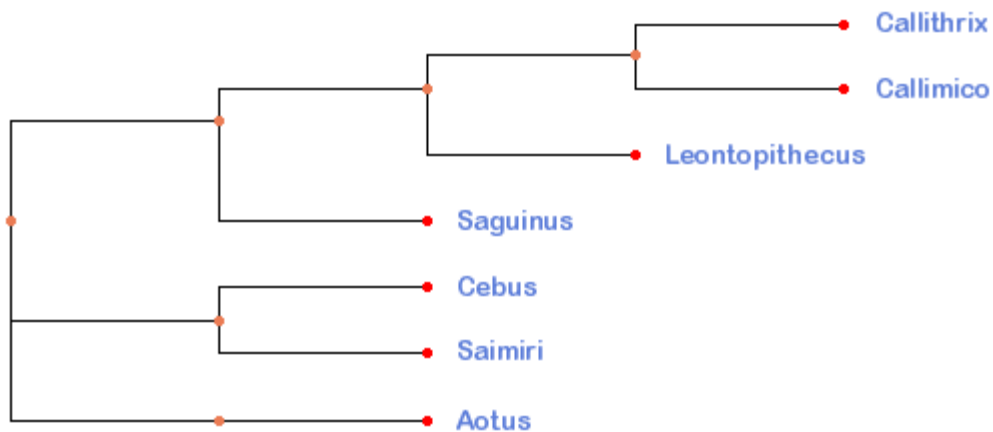 Callithrix
Callimico
Leontopithecus
Saguinus
Cebus
Saimiri
Aotus